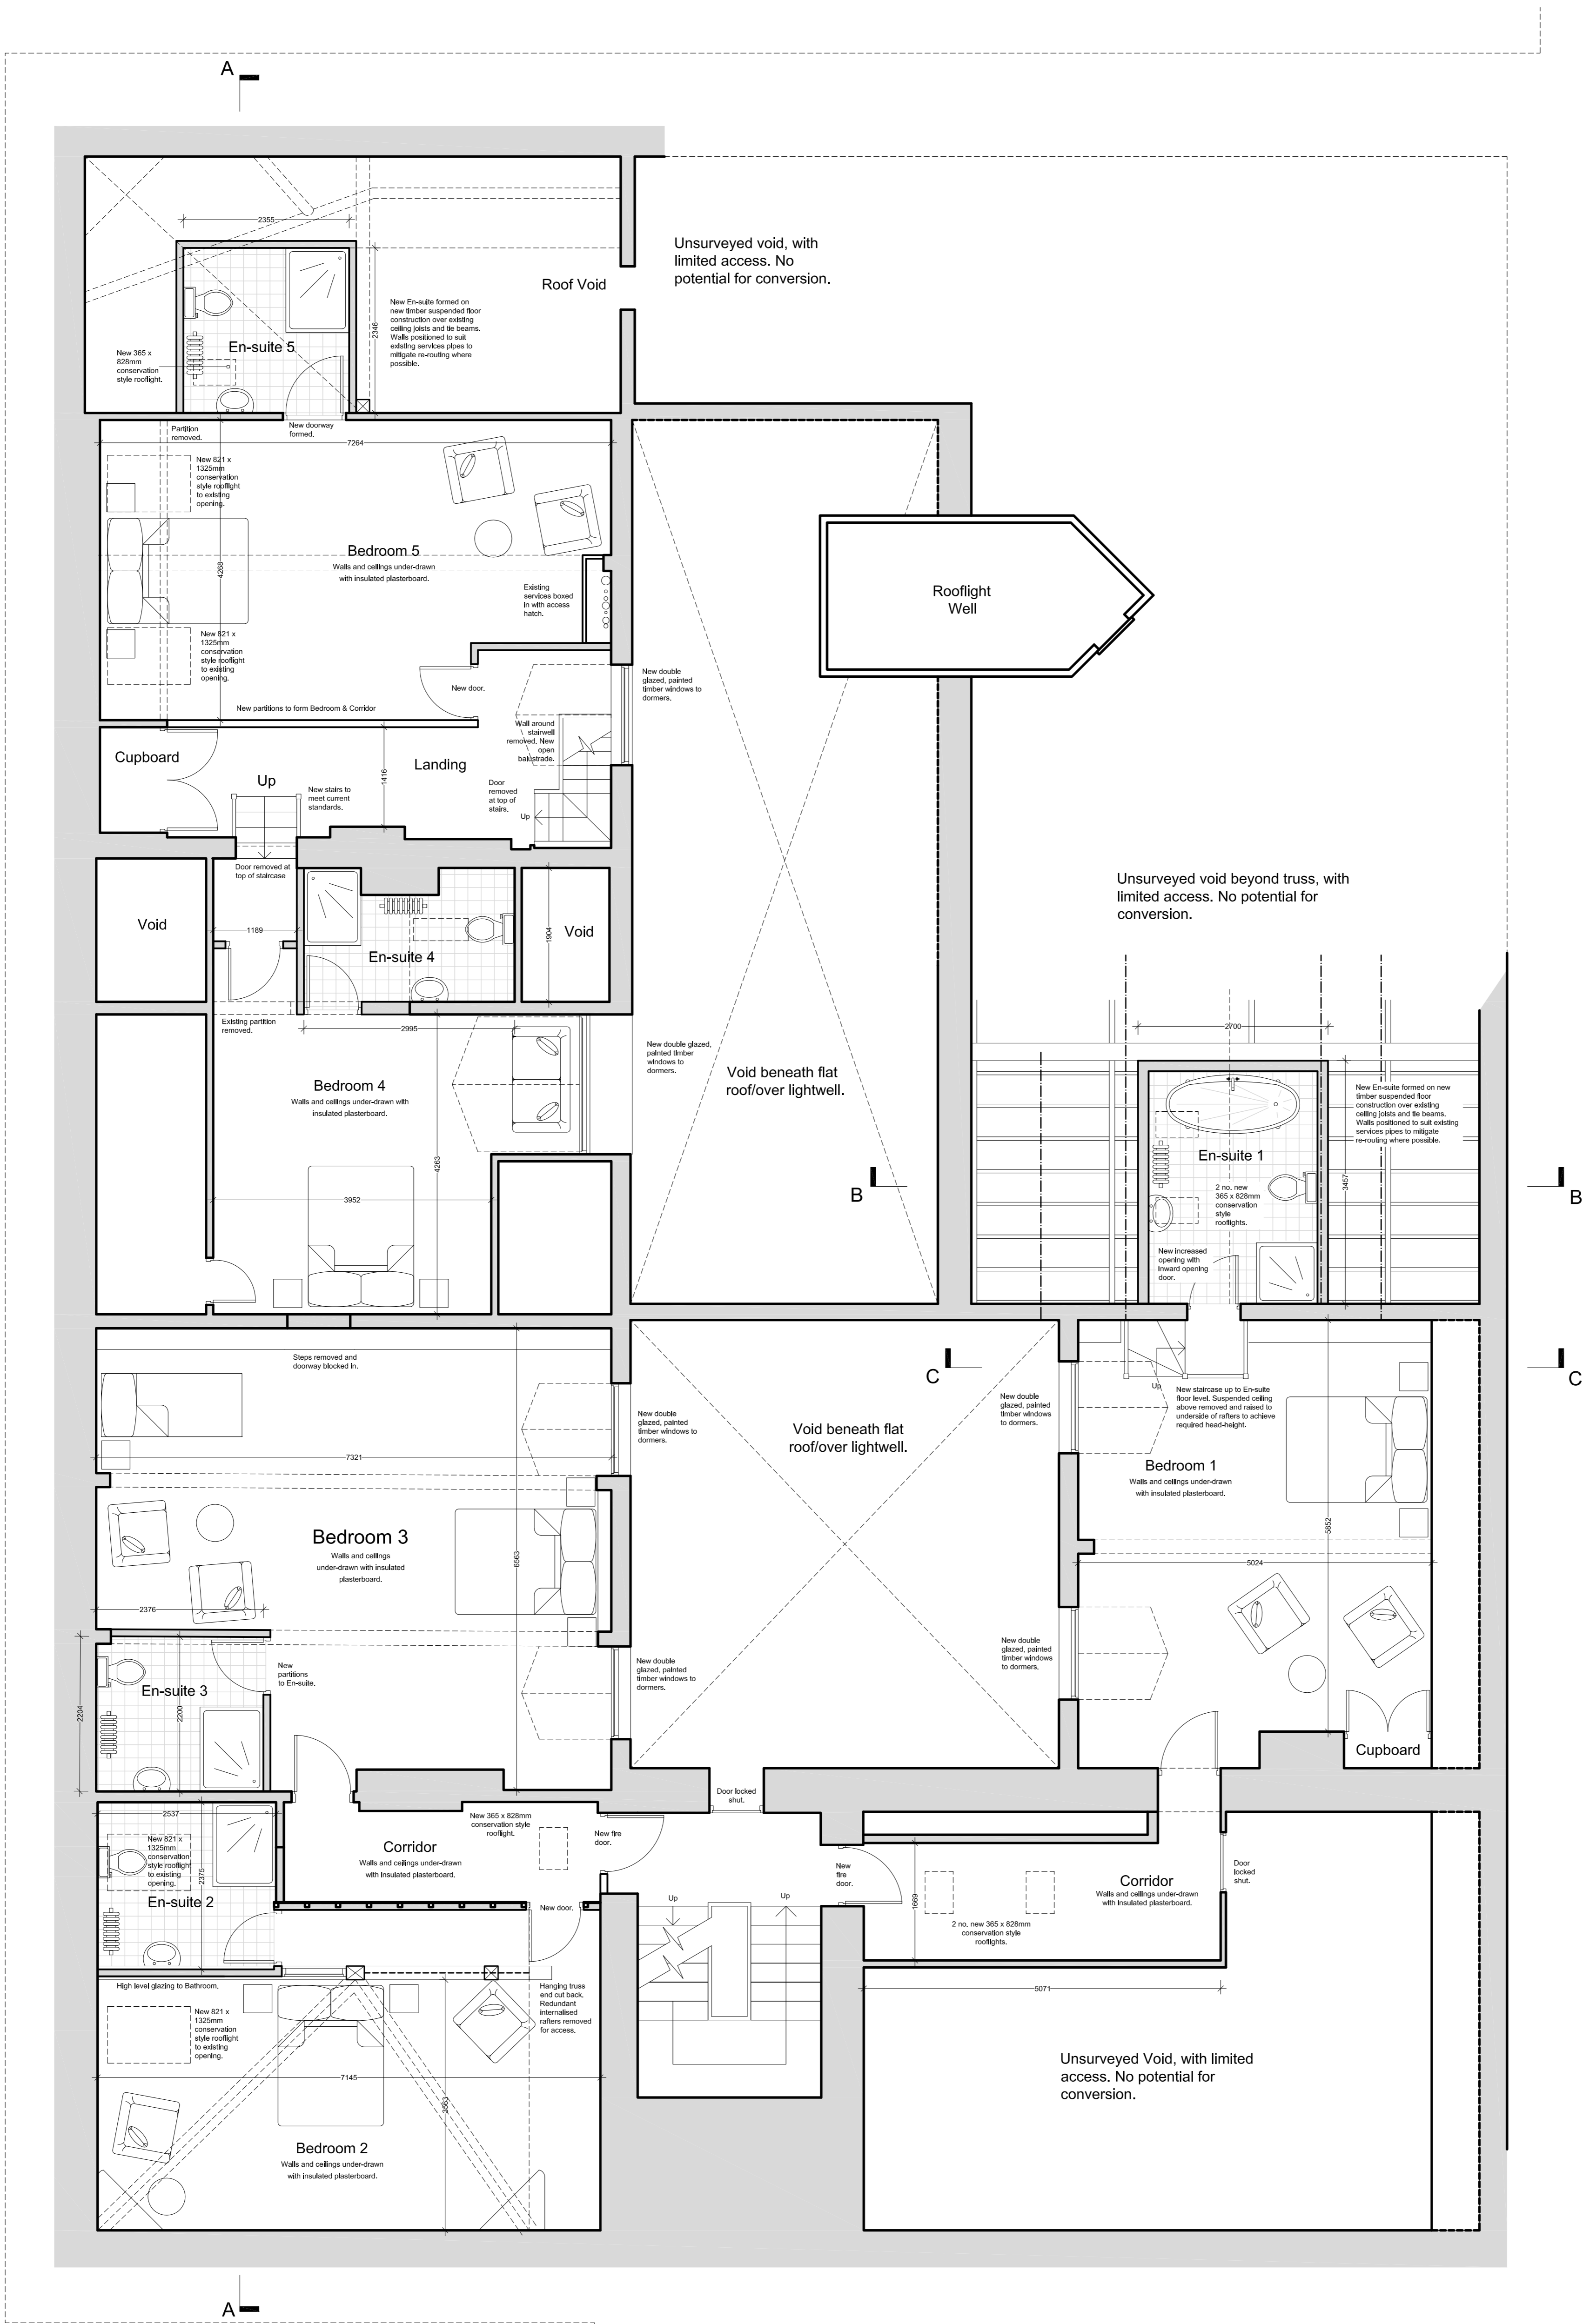 A
2355
Unsurveyed void, with
limited access. No
potential for conversion.
Roof Void
New En-suite formed on
new timber suspended floor
construction over existing
ceiling joists and tie beams.
Walls positioned to suit
existing services pipes to
mitigate re-routing where
possible.
2346
En-suite 5
New 365 x
828mm
conservation
style rooflight.
Partition
removed.
New doorway
formed.
7264
New 821 x
1325mm
conservation
style rooflight
to existing
opening.
Bedroom 5
Walls and ceilings under-drawn
with insulated plasterboard.
4268
Existing
services boxed
in with access
hatch.
Rooflight
Well
New 821 x
1325mm
conservation
style rooflight
to existing
opening.
New door.
New double
glazed, painted
timber windows to
dormers.
New partitions to form Bedroom & Corridor
Wall around
stairwell
removed. New
open
balustrade.
Cupboard
Landing
1416
Up
New stairs to
meet current
standards.
Door
removed
at top of
stairs.
Up
Door removed at
top of staircase
Unsurveyed void beyond truss, with
limited access. No potential for
conversion.
Void
1189
1904
Void
En-suite 4
Existing partition
removed.
2995
2700
New double glazed,
painted timber
windows to
dormers.
Void beneath flat
roof/over lightwell.
Bedroom 4
Walls and ceilings under-drawn with
insulated plasterboard.
4263
3952
New En-suite formed on new
timber suspended floor
construction over existing
ceiling joists and tie beams.
Walls positioned to suit existing
services pipes to mitigate
re-routing where possible.
En-suite 1
3457
2 no. new
365 x 828mm
conservation
style
rooflights.
B
B
New increased
opening with
inward opening
door.
Steps removed and
doorway blocked in.
C
C
Up
New staircase up to En-suite
floor level. Suspended ceiling
above removed and raised to
underside of rafters to achieve
required head-height.
New double
glazed, painted
timber windows to
dormers.
Void beneath flat
roof/over lightwell.
New double
glazed, painted
timber windows
to dormers.
7321
Bedroom 1
Walls and ceilings under-drawn
with insulated plasterboard.
5852
5024
Bedroom 3
Walls and ceilings
under-drawn with insulated
plasterboard.
6563
2376
New double
glazed, painted
timber windows to
dormers.
New double
glazed, painted
timber windows
to dormers.
New
partitions
to En-suite.
En-suite 3
2204
2200
Cupboard
Door locked
shut.
2537
New 821 x
1325mm
conservation
style rooflight
to existing
opening.
2375
En-suite 2
New 365 x 828mm
conservation style
rooflight.
Corridor
Walls and ceilings under-drawn
with insulated plasterboard.
New fire
door.
New
fire
door.
Corridor
Walls and ceilings under-drawn
with insulated plasterboard.
Door
locked
shut.
1669
2 no. new 365 x 828mm
conservation style
rooflights.
New door.
Up
Up
High level glazing to Bathroom.
New 821 x
1325mm
conservation
style rooflight
to existing
opening.
Hanging truss
end cut back.
Redundant
internalised
rafters removed
for access.
5071
7145
3563
Unsurveyed Void, with limited
access. No potential for
conversion.
Bedroom 2
Walls and ceilings under-drawn
with insulated plasterboard.
A